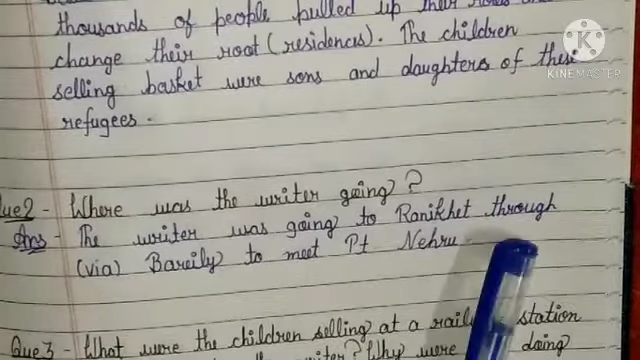 thousands of people pulled up their
change their root (residences). The children
selling basket were sons and daughters of these
refugees.
KINEMASTER
Que2 - Where was the writer going?
Ans - The writer was going to Ranikhet through
(via) Bareily to meet Pt Nehru.
Que3 - What were the children selling at a station
writer? Why were doing